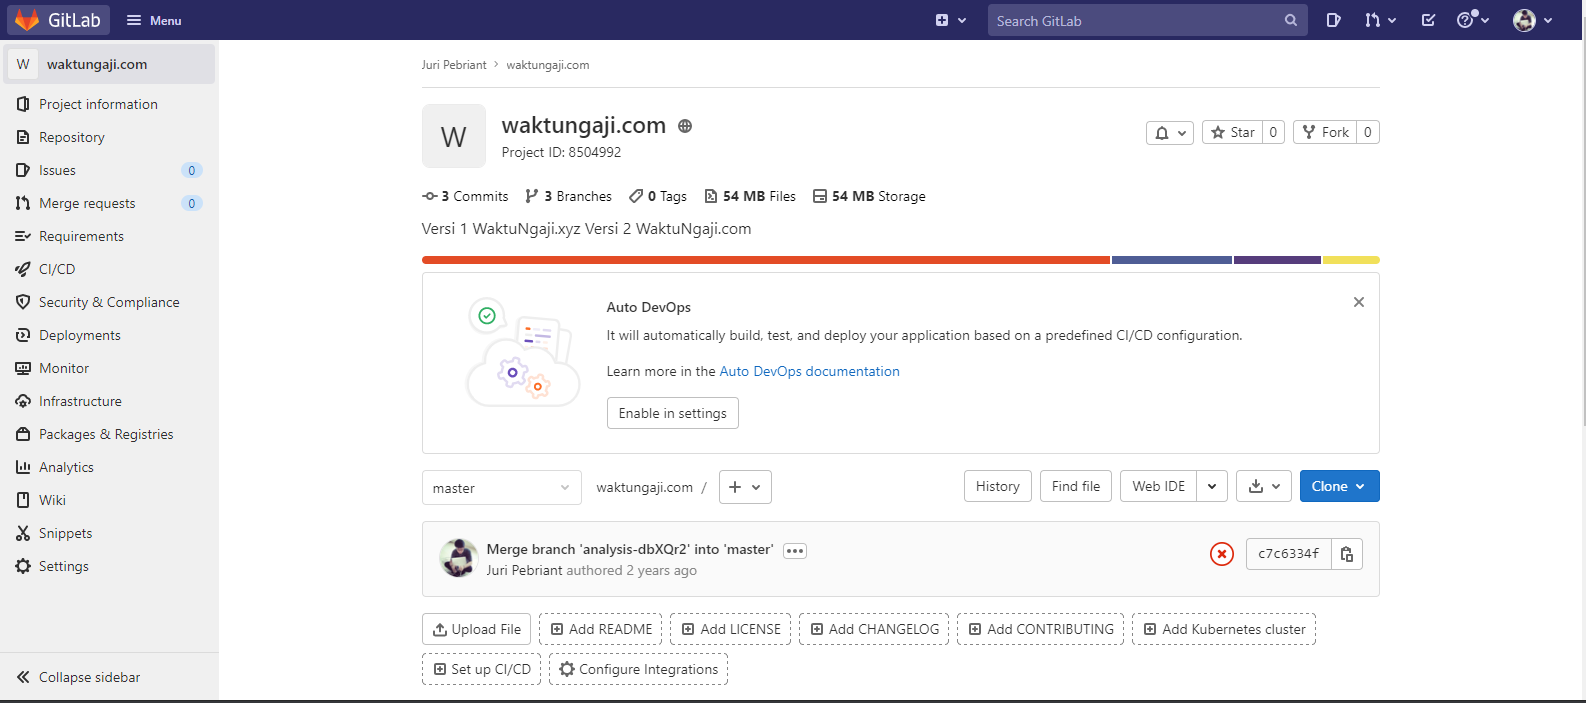 GitLab Menu Search GitLab
W waktungaji.com
Project information
Repository
Issues 0
Merge requests 0
Requirements
CI/CD
Security & Compliance
Deployments
Monitor
Infrastructure
Packages & Registries
Analytics
Wiki
Snippets
Settings
Collapse sidebar
Juri Pebriant › waktungaji.com
W
waktungaji.com
Project ID: 8504992
Star 0 Fork 0
3 Commits 3 Branches 0 Tags 54 MB Files 54 MB Storage
Versi 1 WaktuNgaji.xyz Versi 2 WaktuNgaji.com
Auto DevOps
It will automatically build, test, and deploy your application based on a predefined CI/CD configuration.
Learn more in the Auto DevOps documentation
Enable in settings
master waktungaji.com / History Find file Web IDE Clone
Merge branch 'analysis-dbXQr2' into 'master'
Juri Pebriant authored 2 years ago
c7c6334f
Upload File Add README Add LICENSE Add CHANGELOG Add CONTRIBUTING Add Kubernetes cluster
Set up CI/CD Configure Integrations